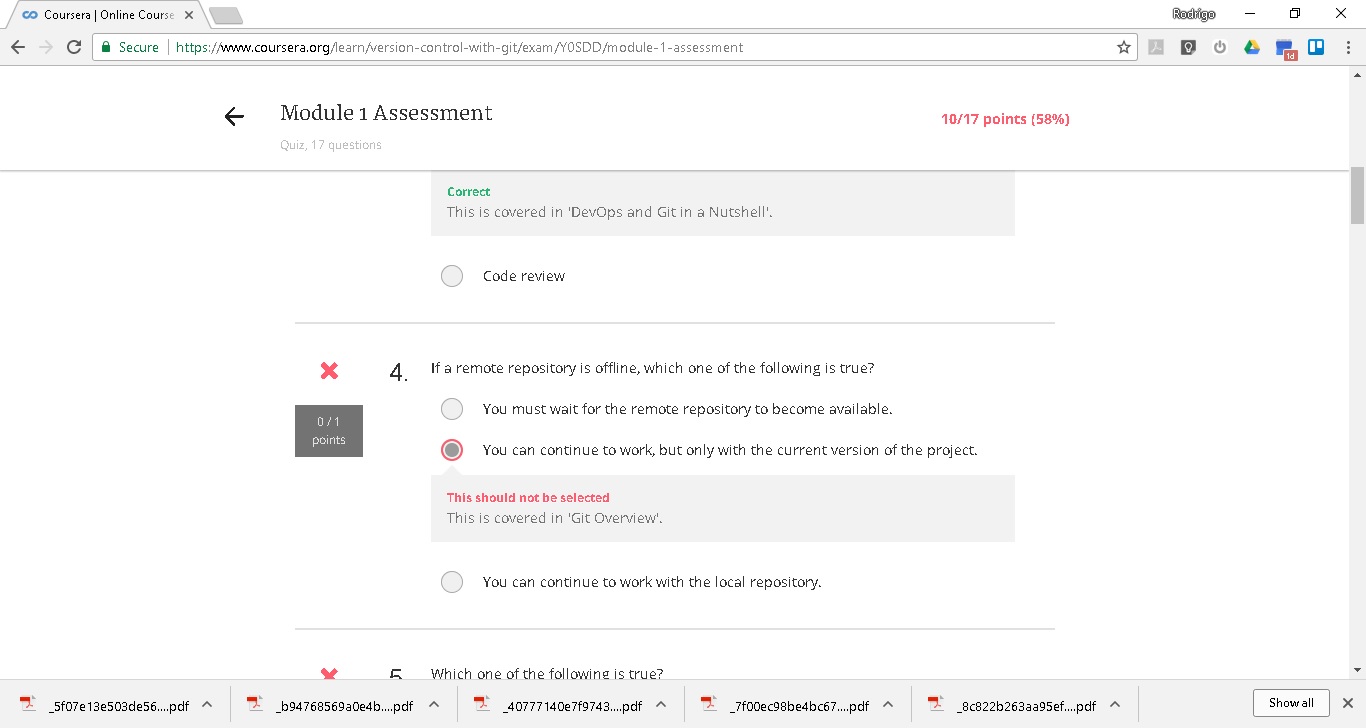 Coursera | Online Course
Rodrigo
Secure https://www.coursera.org/learn/version-control-with-git/exam/Y0SDD/module-1-assessment
1d
Module 1 Assessment
10/17 points (58%)
Quiz, 17 questions
Correct
This is covered in 'DevOps and Git in a Nutshell'.
Code review
4. If a remote repository is offline, which one of the following is true?
You must wait for the remote repository to become available.
0 / 1
points
You can continue to work, but only with the current version of the project.
This should not be selected
This is covered in 'Git Overview'.
You can continue to work with the local repository.
5. Which one of the following is true?
_5f07e13e503de56....pdf
_b94768569a0e4b....pdf
_40777140e7f9743....pdf
_7f00ec98be4bc67....pdf
_8c822b263aa95ef....pdf
Show all